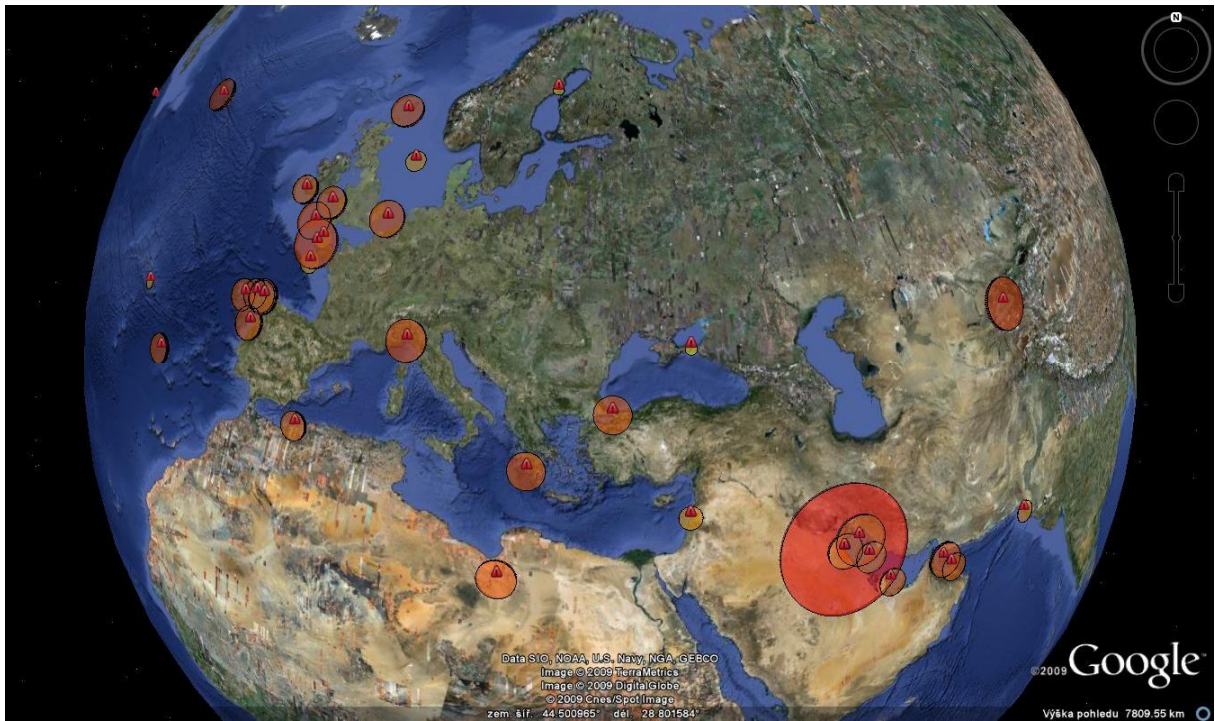 N
Data SIO, NOAA, U.S. Navy, NGA, GEBCO
Image © 2009 TerraMetrics
Image © 2009 DigitalGlobe
© 2009 Cnes/Spot Image
©2009 Google™
zem. šíř. 44.500965° dél. 28.801584°
Výška pohledu 7809.55 km